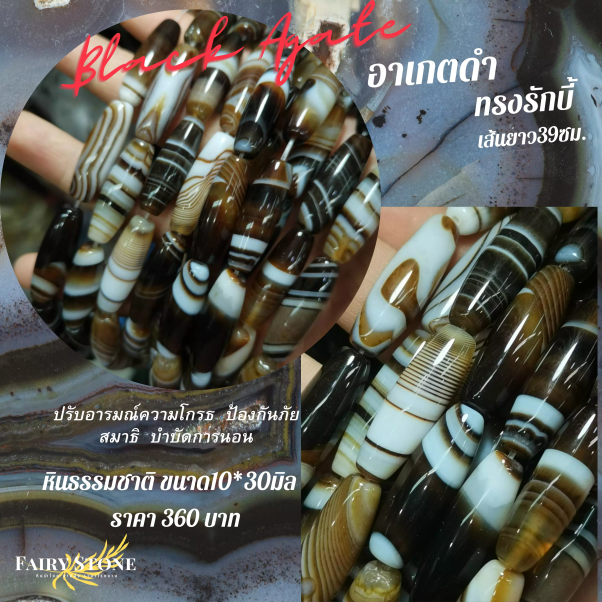 Black Agate
อาเกตดำ
ทรงรักบี้
เส้นยาว39ซม.
ปรับอารมณ์ความโกรธ ป้องกันภัย
สมาธิ บำบัดการนอน
หินธรรมชาติ ขนาด10*30มิล
ราคา 360 บาท
FAIRY STONE